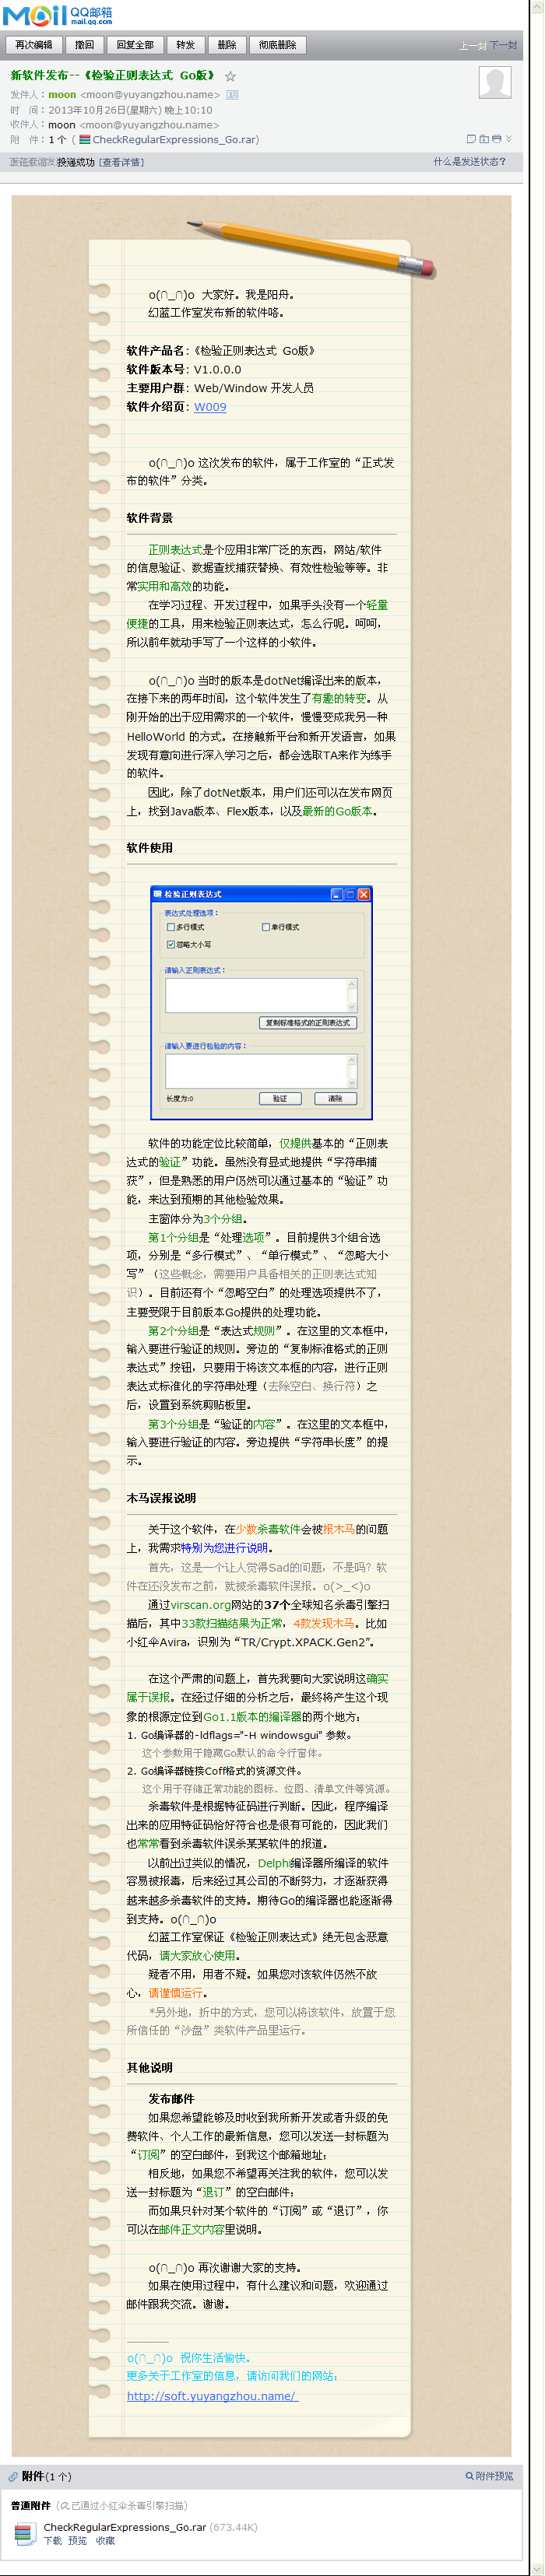 Mail QQ邮箱
mail.qq.com
再次编辑 撤回 回复全部 转发 删除 彻底删除 上一封 下一封
新软件发布--《检验正则表达式 Go版》
发件人：moon <moon@yuyangzhou.name>
时　间：2013年10月26日(星期六) 晚上10:10
收件人：moon <moon@yuyangzhou.name>
附　件：1 个 ( CheckRegularExpressions_Go.rar)
投递成功 [查看详情] 什么是发送状态？
o(∩_∩)o 大家好。我是阳舟。
幻蓝工作室发布新的软件咯。
软件产品名：《检验正则表达式 Go版》
软件版本号：V1.0.0.0
主要用户群：Web/Window 开发人员
软件介绍页：W009
o(∩_∩)o 这次发布的软件，属于工作室的“正式发
布的软件”分类。
软件背景
正则表达式是个应用非常广泛的东西，网站/软件
的信息验证、数据查找捕获替换、有效性检验等等。非
常实用和高效的功能。
在学习过程、开发过程中，如果手头没有一个轻量
便捷的工具，用来检验正则表达式，怎么行呢。呵呵，
所以前年就动手写了一个这样的小软件。
o(∩_∩)o 当时的版本是dotNet编译出来的版本，
在接下来的两年时间，这个软件发生了有趣的转变。从
刚开始的出于应用需求的一个软件，慢慢变成我另一种
HelloWorld 的方式。在接触新平台和新开发语言，如果
发现有意向进行深入学习之后，都会选取TA来作为练手
的软件。
因此，除了dotNet版本，用户们还可以在发布网页
上，找到Java版本、Flex版本，以及最新的Go版本。
软件使用
检验正则表达式
表达式处理选项：
多行模式 单行模式
忽略大小写
请输入正则表达式：
复制标准格式的正则表达式
请输入要进行检验的内容：
长度为:0 验证 清除
软件的功能定位比较简单，仅提供基本的“正则表
达式的验证”功能。虽然没有显式地提供“字符串捕
获”，但是熟悉的用户仍然可以通过基本的“验证”功
能，来达到预期的其他检验效果。
主窗体分为3个分组。
第1个分组是“处理选项”。目前提供3个组合选
项，分别是“多行模式”、“单行模式”、“忽略大小
写”（这些概念，需要用户具备相关的正则表达式知
识）。目前还有个“忽略空白”的处理选项提供不了，
主要受限于目前版本Go提供的处理功能。
第2个分组是“表达式规则”。在这里的文本框中，
输入要进行验证的规则。旁边的“复制标准格式的正则
表达式”按钮，只要用于将该文本框的内容，进行正则
表达式标准化的字符串处理（去除空白、换行符）之
后，设置到系统剪贴板里。
第3个分组是“验证的内容”。在这里的文本框中，
输入要进行验证的内容。旁边提供“字符串长度”的提
示。
木马误报说明
关于这个软件，在少数杀毒软件会被报木马的问题
上，我需求特别为您进行说明。
首先，这是一个让人觉得Sad的问题，不是吗？软
件在还没发布之前，就被杀毒软件误报。o(>_<)o
通过virscan.org网站的37个全球知名杀毒引擎扫
描后，其中33款扫描结果为正常，4款发现木马。比如
小红伞Avira，识别为“TR/Crypt.XPACK.Gen2”。
在这个严肃的问题上，首先我要向大家说明这确实
属于误报。在经过仔细的分析之后，最终将产生这个现
象的根源定位到Go1.1版本的编译器的两个地方：
1. Go编译器的-ldflags="-H windowsgui" 参数。
这个参数用于隐藏Go默认的命令行窗体。
2. Go编译器链接Coff格式的资源文件。
这个用于存储正常功能的图标、位图、清单文件等资源。
杀毒软件是根据特征码进行判断。因此，程序编译
出来的应用特征码恰好符合也是很有可能的，因此我们
也常常看到杀毒软件误杀某某软件的报道。
以前出过类似的情况，Delphi编译器所编译的软件
容易被报毒，后来经过其公司的不断努力，才逐渐获得
越来越多杀毒软件的支持。期待Go的编译器也能逐渐得
到支持。o(∩_∩)o
幻蓝工作室保证《检验正则表达式》绝无包含恶意
代码，请大家放心使用。
疑者不用，用者不疑。如果您对该软件仍然不放
心，请谨慎运行。
*另外地，折中的方式，您可以将该软件，放置于您
所信任的“沙盘”类软件产品里运行。
其他说明
发布邮件
如果您希望能够及时收到我所新开发或者升级的免
费软件、个人工作的最新信息，您可以发送一封标题为
“订阅”的空白邮件，到我这个邮箱地址；
相反地，如果您不希望再关注我的软件，您可以发
送一封标题为“退订”的空白邮件；
而如果只针对某个软件的“订阅”或“退订”，你
可以在邮件正文内容里说明。
o(∩_∩)o 再次谢谢大家的支持。
如果在使用过程中，有什么建议和问题，欢迎通过
邮件跟我交流。谢谢。
o(∩_∩)o 祝你生活愉快。
更多关于工作室的信息，请访问我们的网站：
http://soft.yuyangzhou.name/
附件(1 个) 附件预览
普通附件 (已通过小红伞杀毒引擎扫描)
CheckRegularExpressions_Go.rar (673.44K)
下载 预览 收藏